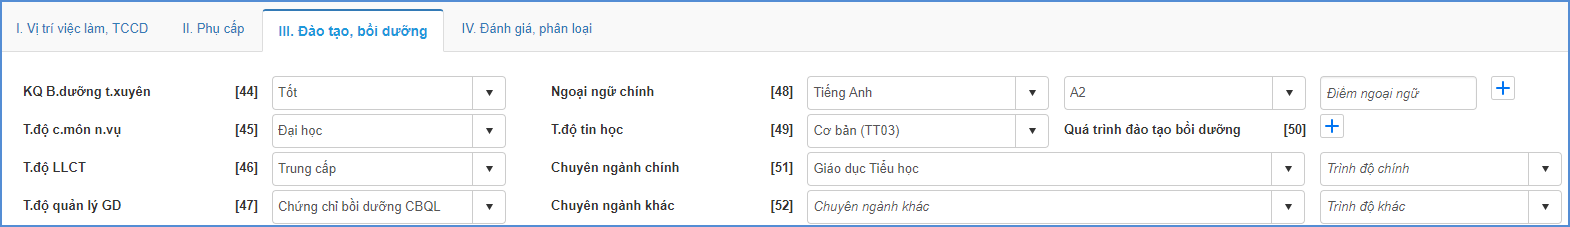 I. Vị trí việc làm, TCCD II. Phụ cấp III. Đào tạo, bồi dưỡng IV. Đánh giá, phân loại
KQ B.dưỡng t.xuyên [44] Tốt Ngoại ngữ chính [48] Tiếng Anh A2 Điểm ngoại ngữ
T.độ c.môn n.vụ [45] Đại học T.độ tin học [49] Cơ bản (TT03) Quá trình đào tạo bồi dưỡng [50]
T.độ LLCT [46] Trung cấp Chuyên ngành chính [51] Giáo dục Tiểu học Trình độ chính
T.độ quản lý GD [47] Chứng chỉ bồi dưỡng CBQL Chuyên ngành khác [52] Chuyên ngành khác Trình độ khác